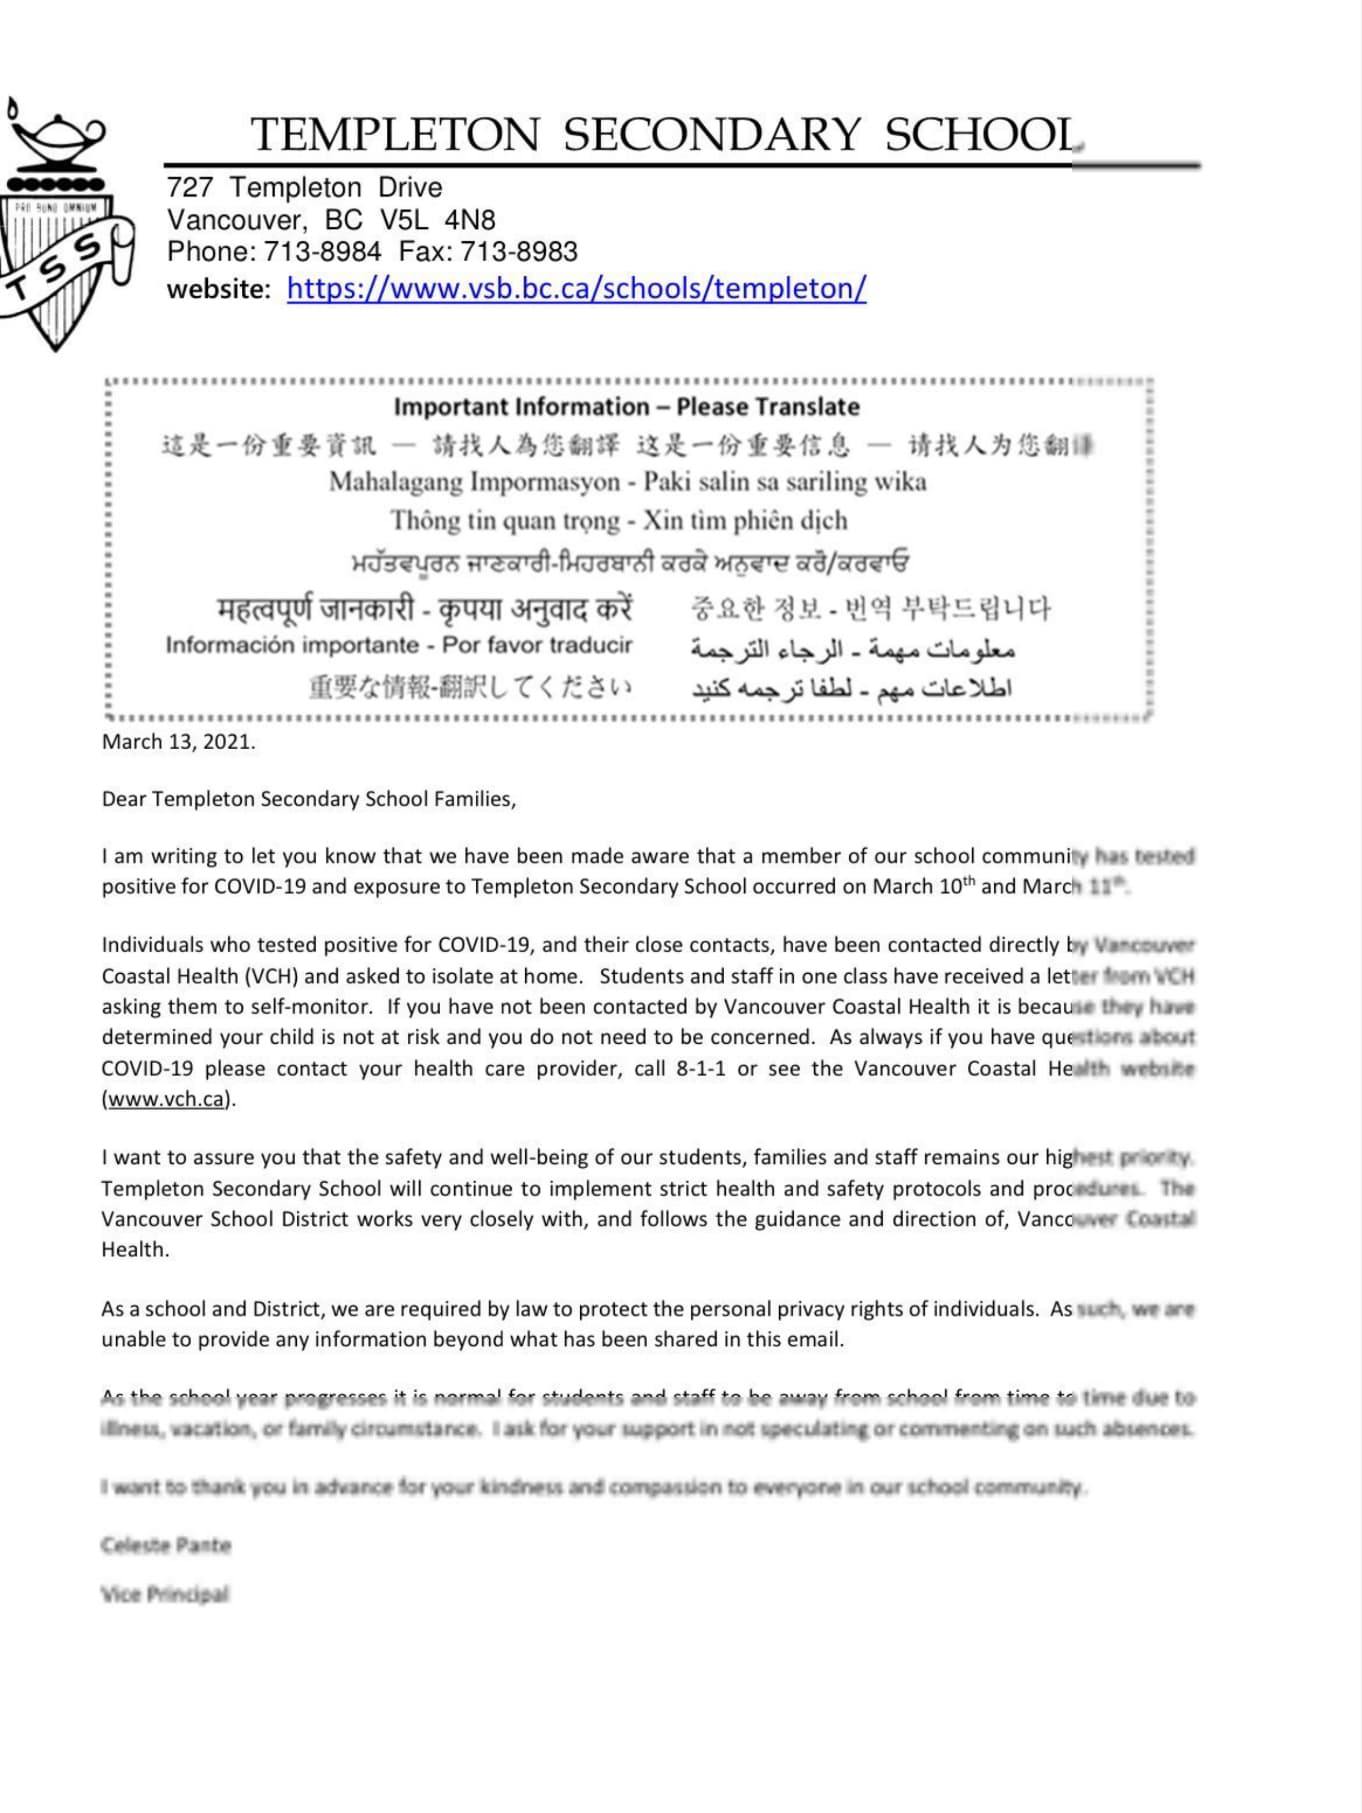 TEMPLETON SECONDARY SCHOOL
PRO BONO OMNIUM
TSS
727 Templeton Drive
Vancouver, BC V5L 4N8
Phone: 713-8984 Fax: 713-8983
website: https://www.vsb.bc.ca/schools/templeton/
Important Information – Please Translate
這是一份重要資訊 — 請找人為您翻譯 这是一份重要信息 — 请找人为您翻译
Mahalagang Impormasyon - Paki salin sa sariling wika
Thông tin quan trọng - Xin tìm phiên dịch
ਮਹੱਤਵਪੂਰਨ ਜਾਣਕਾਰੀ-ਮਿਹਰਬਾਨੀ ਕਰਕੇ ਅਨੁਵਾਦ ਕਰੋ/ਕਰਵਾਓ
महत्वपूर्ण जानकारी - कृपया अनुवाद करें 중요한 정보 - 번역 부탁드립니다
Información importante - Por favor traducir معلومات مهمة - الرجاء الترجمة
重要な情報-翻訳してください اطلاعات مهم - لطفا ترجمه کنید
March 13, 2021.
Dear Templeton Secondary School Families,
I am writing to let you know that we have been made aware that a member of our school community has tested
positive for COVID-19 and exposure to Templeton Secondary School occurred on March 10th and March 11th.
Individuals who tested positive for COVID-19, and their close contacts, have been contacted directly by Vancouver
Coastal Health (VCH) and asked to isolate at home. Students and staff in one class have received a letter from VCH
asking them to self-monitor. If you have not been contacted by Vancouver Coastal Health it is because they have
determined your child is not at risk and you do not need to be concerned. As always if you have questions about
COVID-19 please contact your health care provider, call 8-1-1 or see the Vancouver Coastal Health website
(www.vch.ca).
I want to assure you that the safety and well-being of our students, families and staff remains our highest priority.
Templeton Secondary School will continue to implement strict health and safety protocols and procedures. The
Vancouver School District works very closely with, and follows the guidance and direction of, Vancouver Coastal
Health.
As a school and District, we are required by law to protect the personal privacy rights of individuals. As such, we are
unable to provide any information beyond what has been shared in this email.
As the school year progresses it is normal for students and staff to be away from school from time to time due to
illness, vacation, or family circumstance. I ask for your support in not speculating or commenting on such absences.
I want to thank you in advance for your kindness and compassion to everyone in our school community.
Celeste Pante
Vice Principal